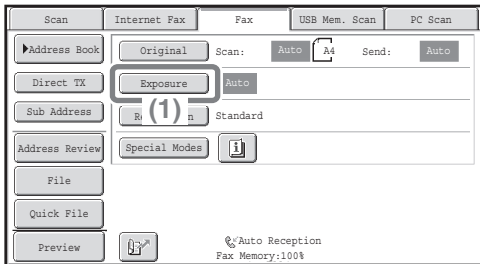 Scan Internet Fax Fax USB Mem. Scan PC Scan
Address Book Original Scan: Auto A4 Send: Auto
Direct TX Exposure Auto
Sub Address (1) Standard
Address Review Special Modes
File
Quick File
Preview Auto Reception
Fax Memory:100%